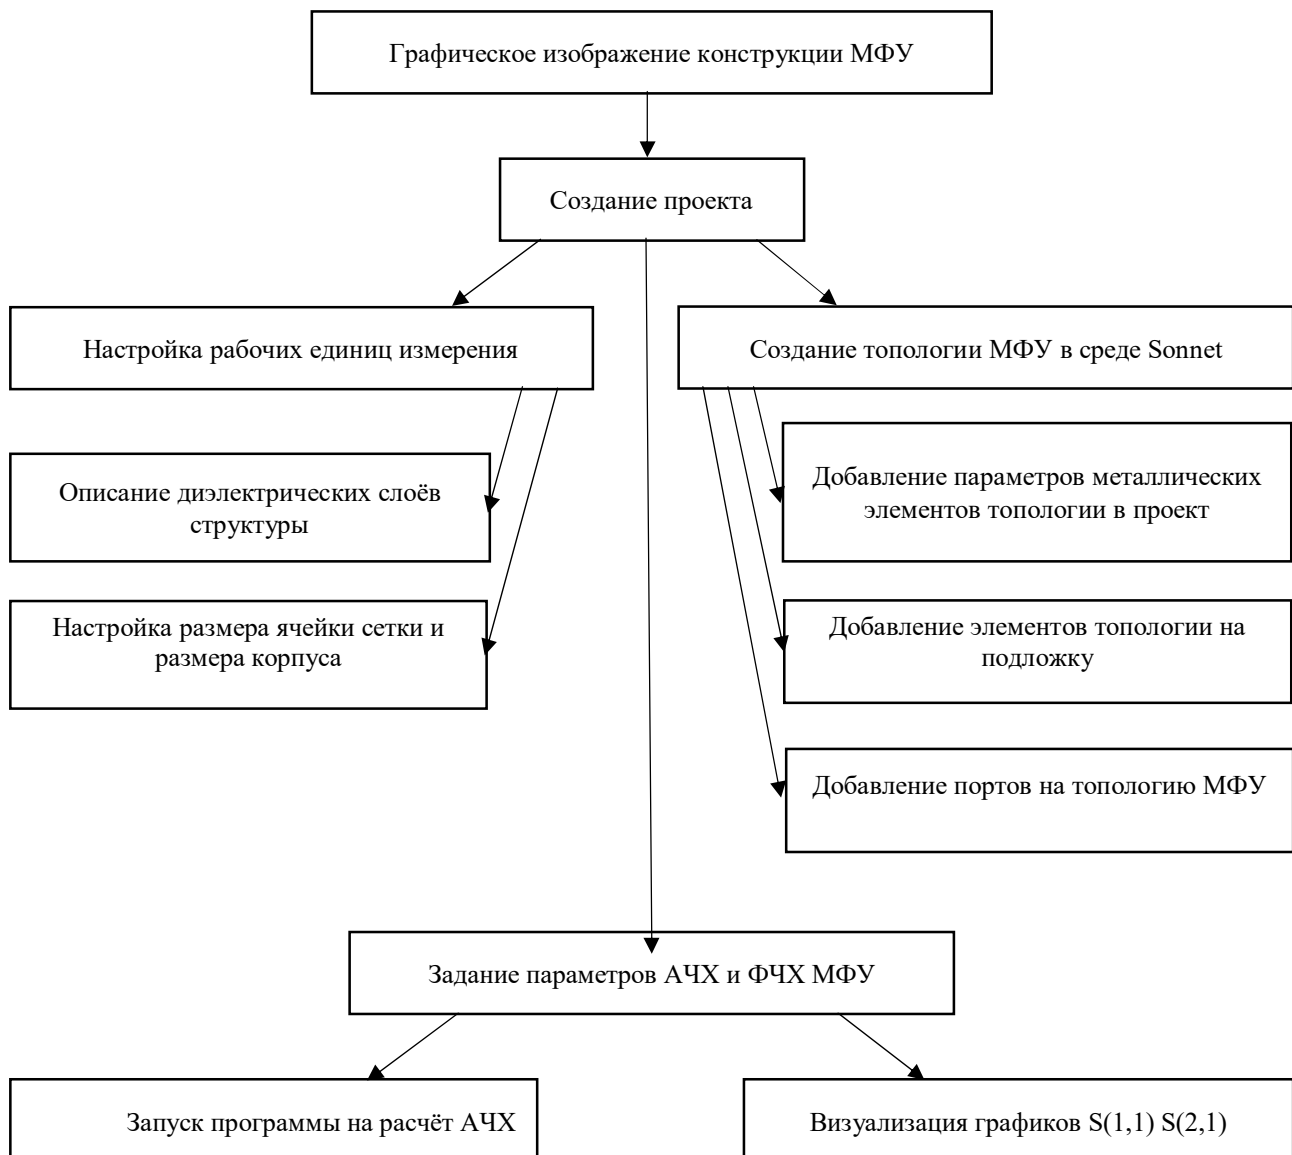 Графическое изображение конструкции МФУ
Создание проекта
Настройка рабочих единиц измерения
Создание топологии МФУ в среде Sonnet
Описание диэлектрических слоёв
структуры
Добавление параметров металлических
элементов топологии в проект
Настройка размера ячейки сетки и
размера корпуса
Добавление элементов топологии на
подложку
Добавление портов на топологию МФУ
Задание параметров АЧХ и ФЧХ МФУ
Запуск программы на расчёт АЧХ
Визуализация графиков S(1,1) S(2,1)